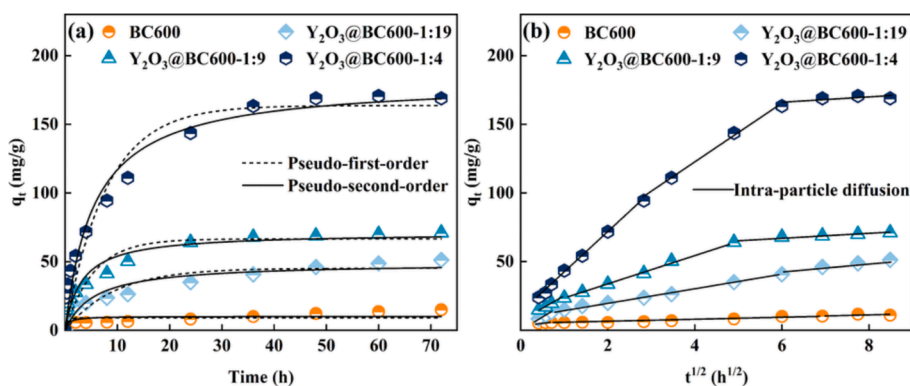 (a) BC600 Y₂O₃@BC600-1:19
Y₂O₃@BC600-1:9 Y₂O₃@BC600-1:4
200
150
100
50
0
qₜ (mg/g)
Pseudo-first-order
Pseudo-second-order
10 20 30 40 50 60 70
Time (h)
(b) BC600 Y₂O₃@BC600-1:19
Y₂O₃@BC600-1:9 Y₂O₃@BC600-1:4
200
150
100
50
0
qₜ (mg/g)
Intra-particle diffusion
0 2 4 6 8
t¹/² (h¹/²)